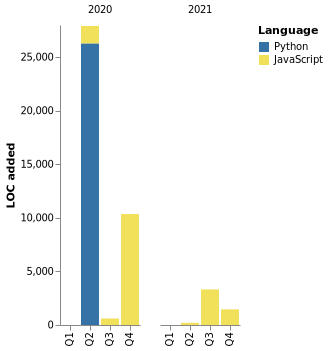 2020
2021
Language
Python
JavaScript
LOC added
25,000
20,000
15,000
10,000
5,000
0
Q1 Q2 Q3 Q4
Q1 Q2 Q3 Q4